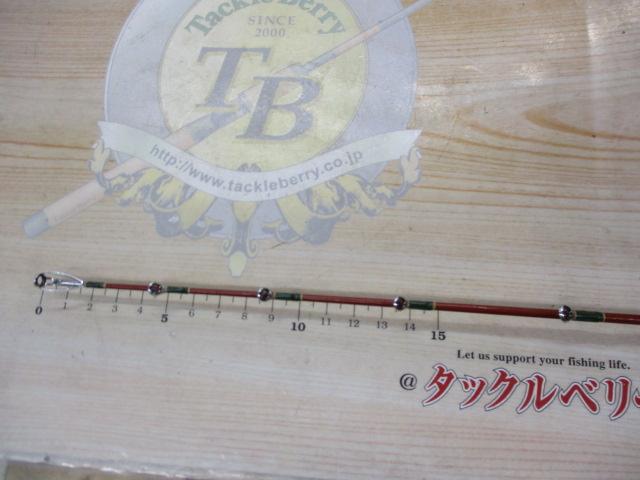 Tackle Berry
SINCE
2000
TB
http://www.tackleberry.co.jp
0 1 2 3 4 5 6 7 8 9 10 11 12 13 14 15
Let us support your fishing life.
@タックルベリー